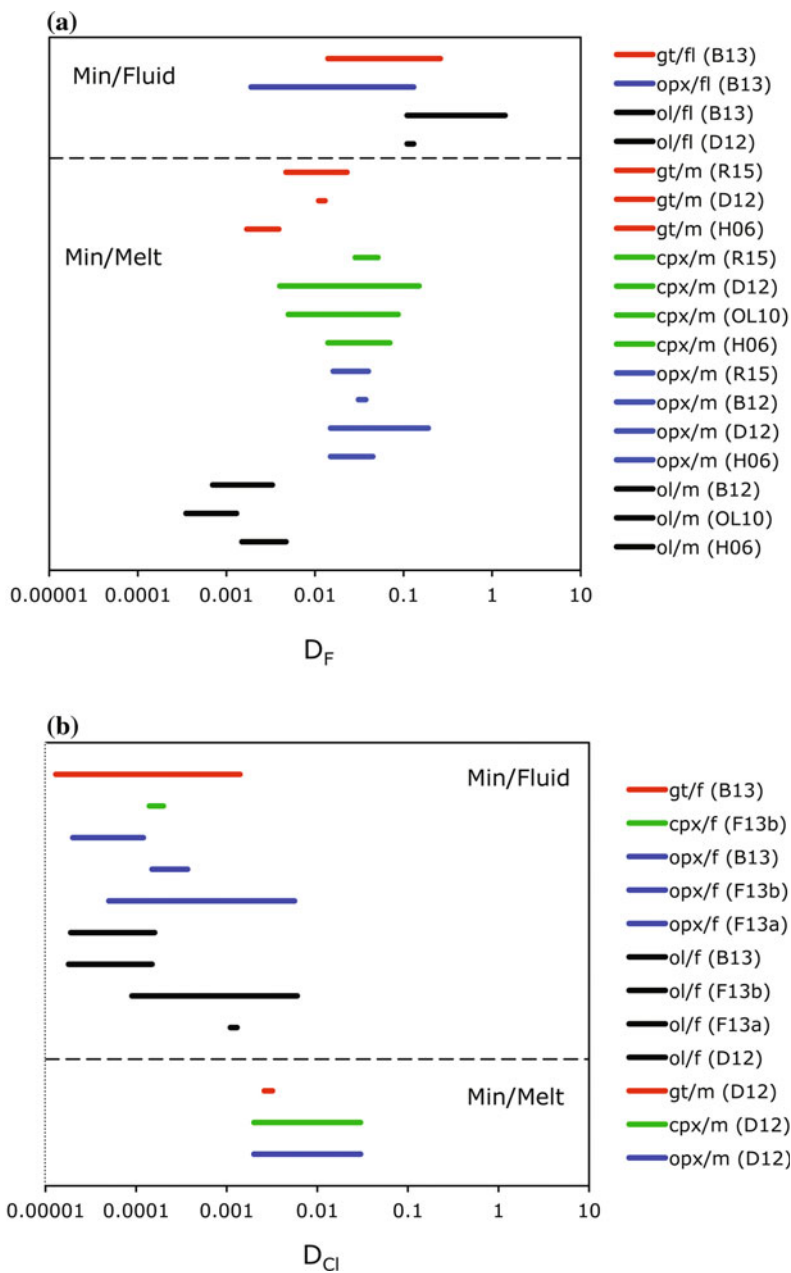 (a)
Min/Fluid
Min/Melt
gt/fl (B13)
opx/fl (B13)
ol/fl (B13)
ol/fl (D12)
gt/m (R15)
gt/m (D12)
gt/m (H06)
cpx/m (R15)
cpx/m (D12)
cpx/m (OL10)
cpx/m (H06)
opx/m (R15)
opx/m (B12)
opx/m (D12)
opx/m (H06)
ol/m (B12)
ol/m (OL10)
ol/m (H06)
0.00001 0.0001 0.001 0.01 0.1 1 10
DF
(b)
Min/Fluid
Min/Melt
gt/f (B13)
cpx/f (F13b)
opx/f (B13)
opx/f (F13b)
opx/f (F13a)
ol/f (B13)
ol/f (F13b)
ol/f (F13a)
ol/f (D12)
gt/m (D12)
cpx/m (D12)
opx/m (D12)
0.00001 0.0001 0.001 0.01 0.1 1 10
DCl